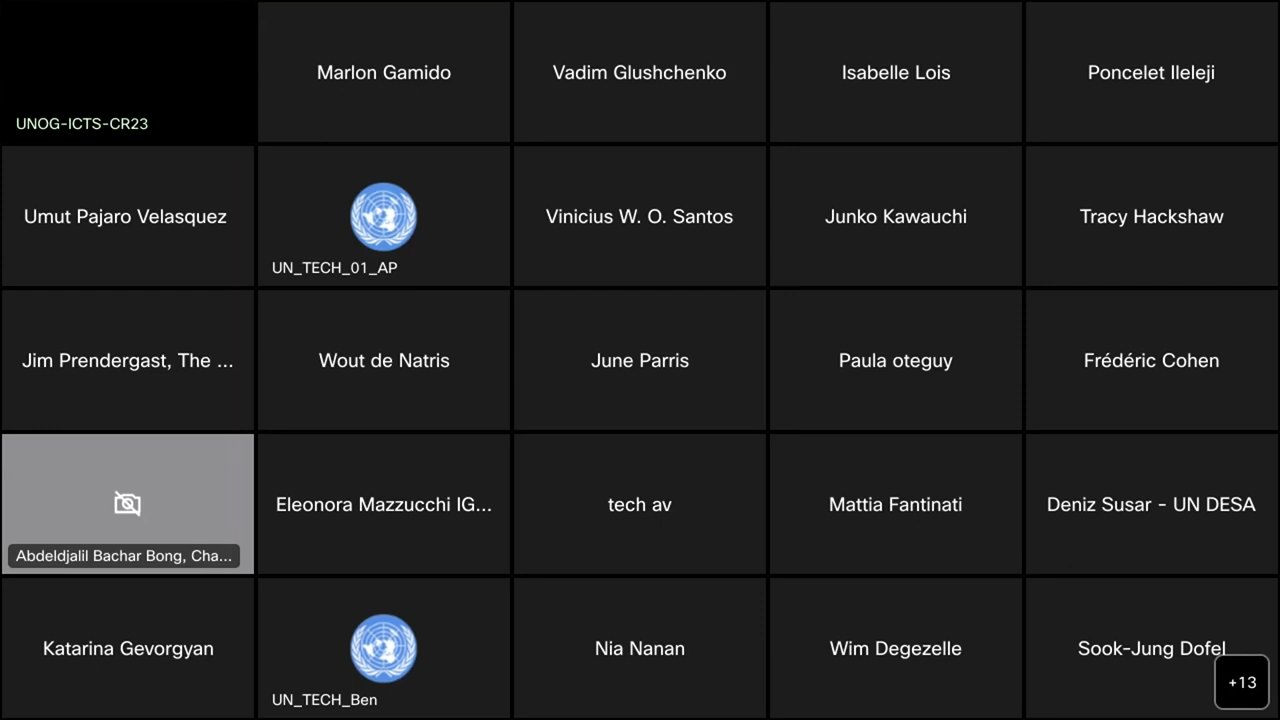 UNOG-ICTS-CR23
Marlon Gamido
Vadim Glushchenko
Isabelle Lois
Poncelet Ileleji
Umut Pajaro Velasquez
UN_TECH_01_AP
Vinicius W. O. Santos
Junko Kawauchi
Tracy Hackshaw
Jim Prendergast, The ...
Wout de Natris
June Parris
Paula oteguy
Frédéric Cohen
Abdeldjalil Bachar Bong, Cha...
Eleonora Mazzucchi IG...
tech av
Mattia Fantinati
Deniz Susar - UN DESA
Katarina Gevorgyan
UN_TECH_Ben
Nia Nanan
Wim Degezelle
Sook-Jung Dofel
+13